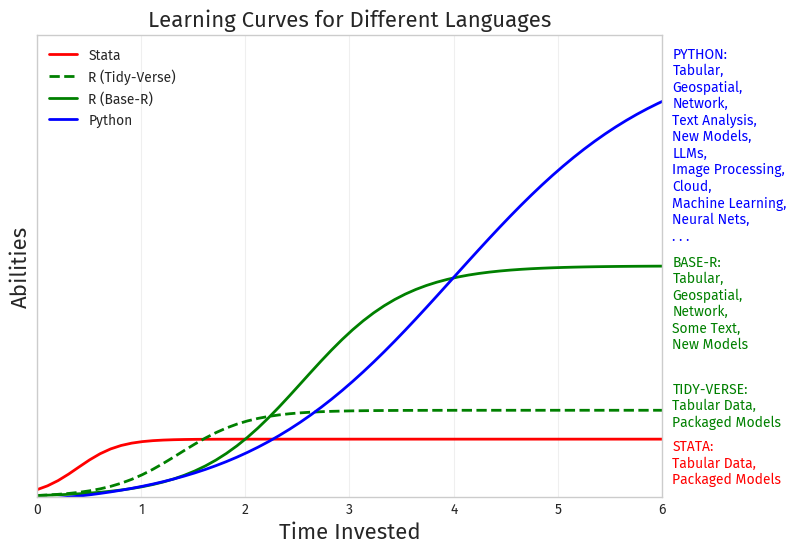 Learning Curves for Different Languages
Stata
R (Tidy-Verse)
R (Base-R)
Python
Abilities
0 1 2 3 4 5 6
Time Invested
PYTHON:
Tabular,
Geospatial,
Network,
Text Analysis,
New Models,
LLMs,
Image Processing,
Cloud,
Machine Learning,
Neural Nets,
. . .
BASE-R:
Tabular,
Geospatial,
Network,
Some Text,
New Models
TIDY-VERSE:
Tabular Data,
Packaged Models
STATA:
Tabular Data,
Packaged Models